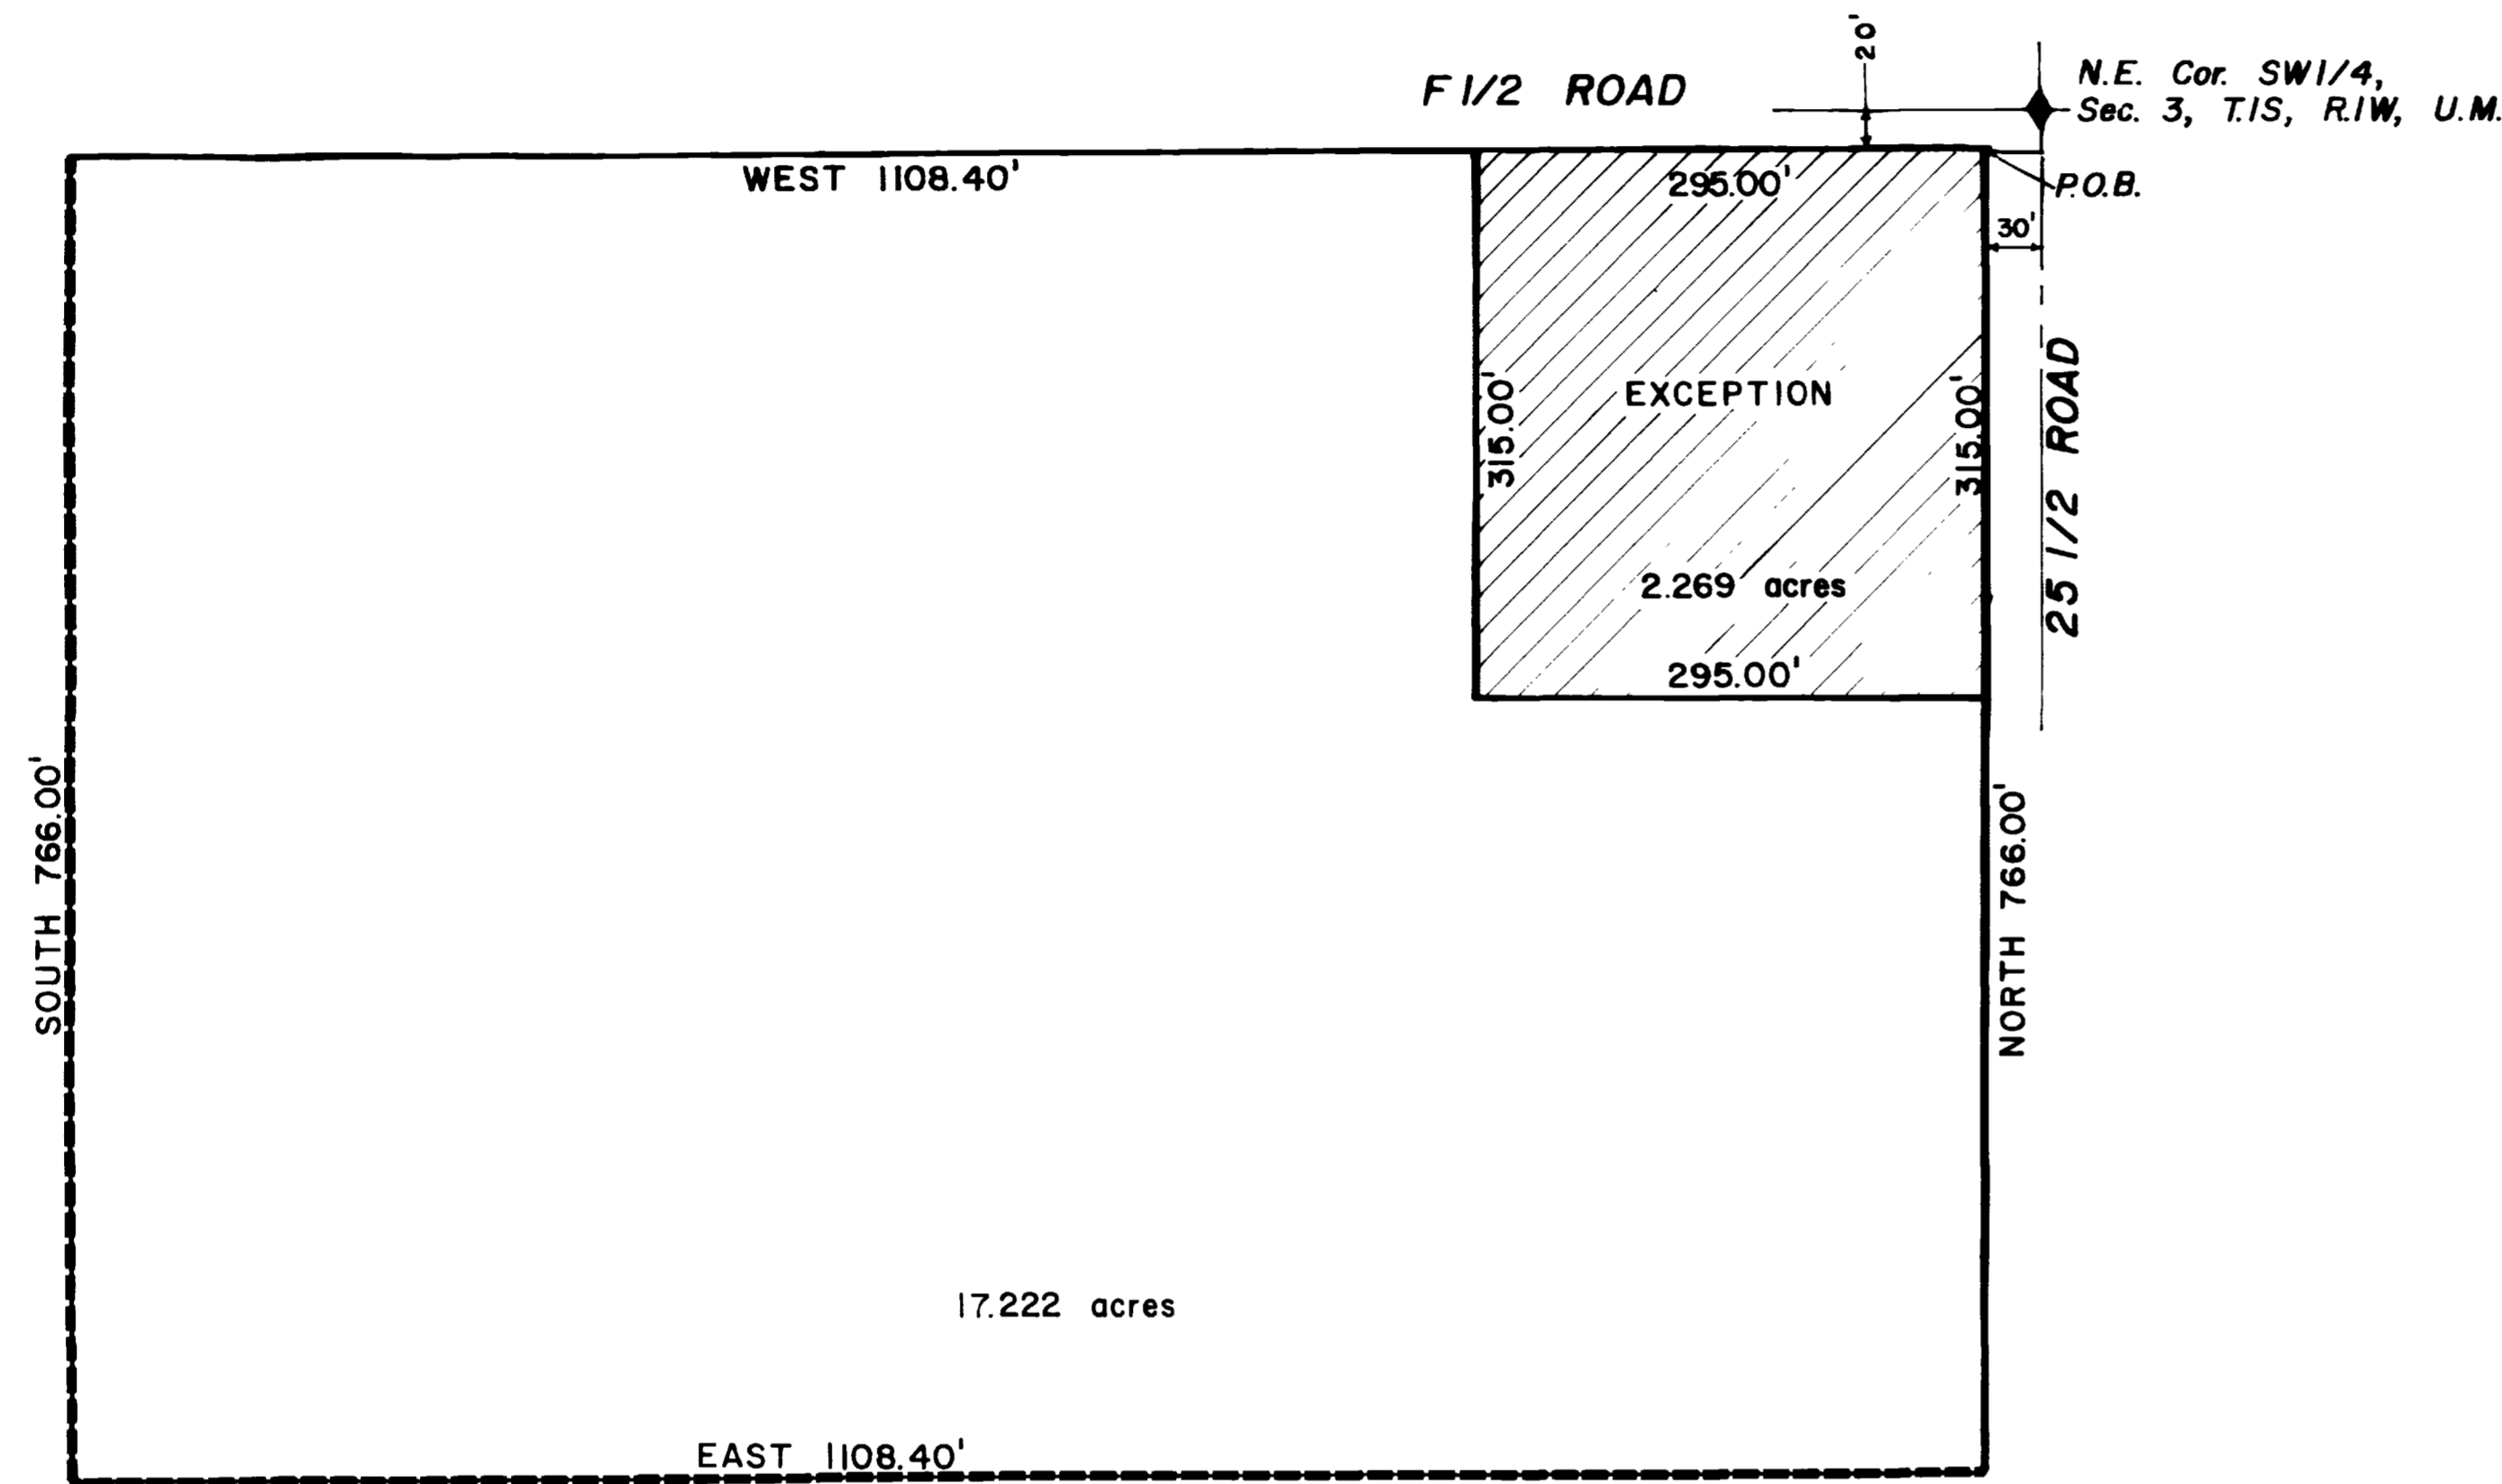 20'
F 1/2 ROAD
N.E. Cor. SW1/4,
Sec. 3, T.1S, R.1W, U.M.
WEST 1108.40'
295.00'
P.O.B.
30'
EXCEPTION
315.00'
315.00'
25 1/2 ROAD
2.269 acres
295.00'
SOUTH 766.00'
NORTH 766.00'
17.222 acres
EAST 1108.40'